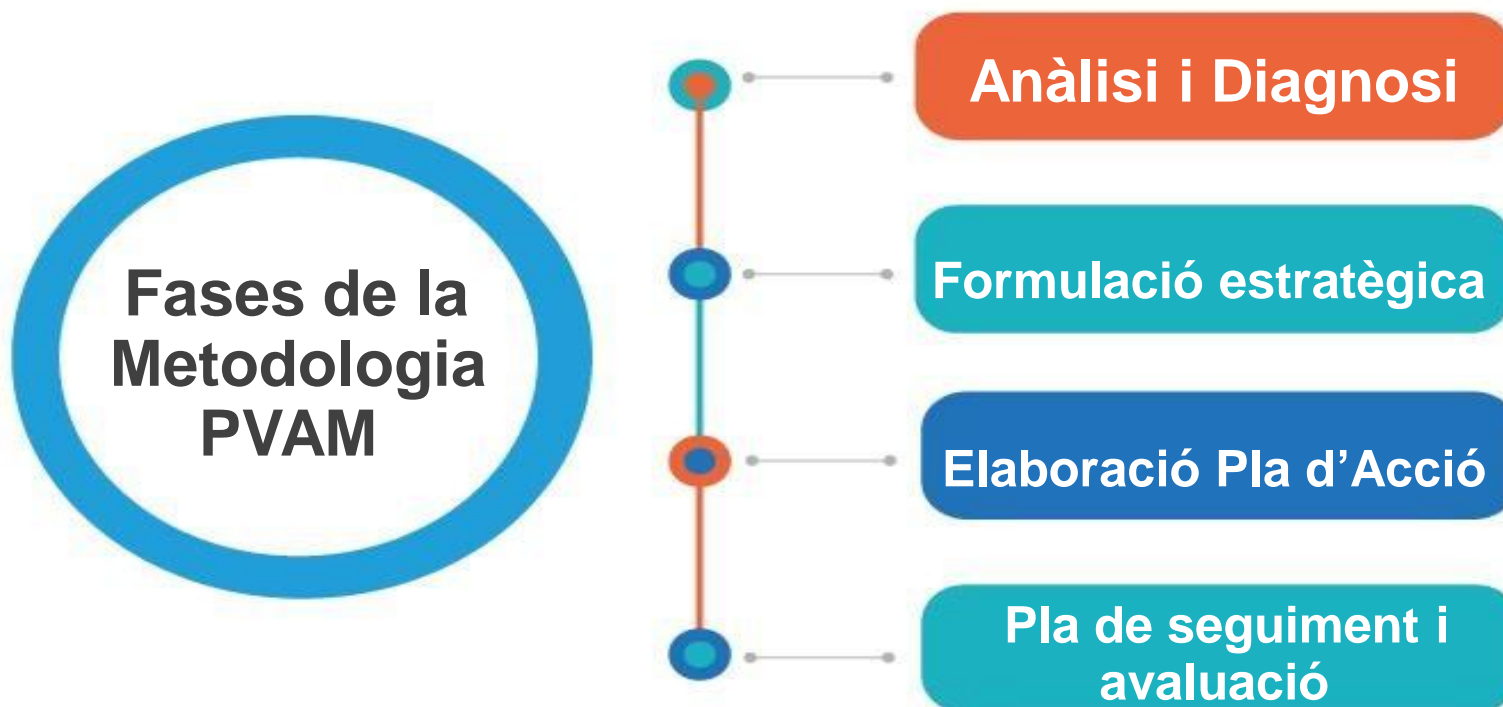 Fases de la
Metodologia
PVAM
Anàlisi i Diagnosi
Formulació estratègica
Elaboració Pla d’Acció
Pla de seguiment i
avaluació